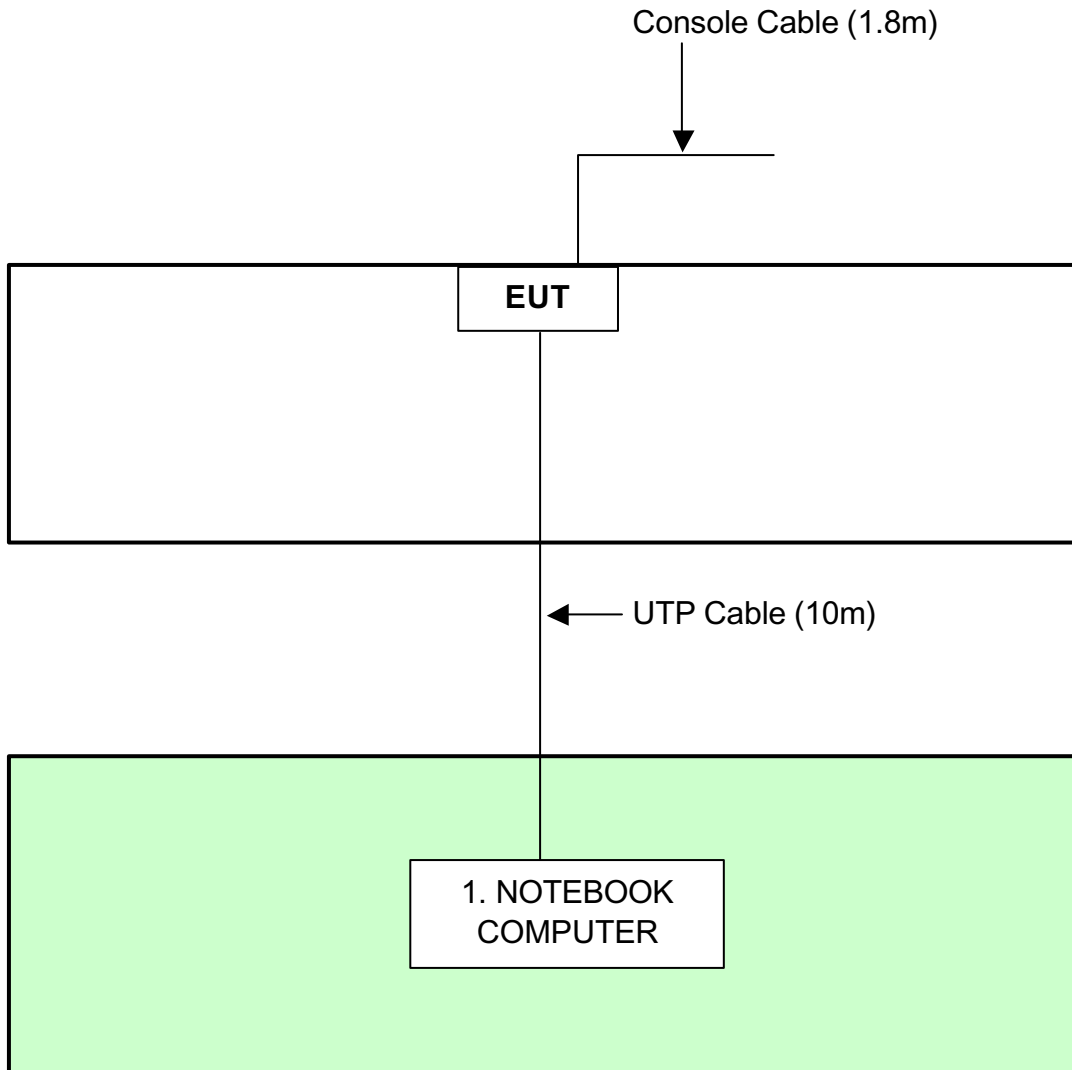 Console Cable (1.8m)
EUT
UTP Cable (10m)
1. NOTEBOOK
COMPUTER